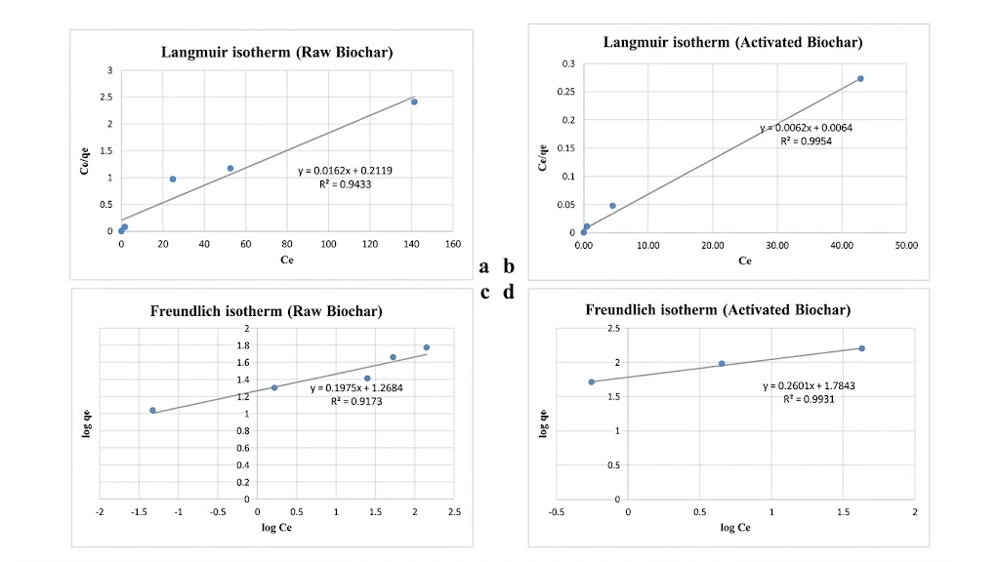 Langmuir isotherm (Raw Biochar)
3
2.5
2
1.5
1
0.5
0
0 20 40 60 80 100 120 140 160
Ce/qe
Ce
y = 0.0162x + 0.2119
R² = 0.9433
Langmuir isotherm (Activated Biochar)
0.3
0.25
0.2
0.15
0.1
0.05
0
0.00 10.00 20.00 30.00 40.00 50.00
Ce/qe
Ce
y = 0.0062x + 0.0064
R² = 0.9954
a b
c d
Freundlich isotherm (Raw Biochar)
2
1.8
1.6
1.4
1.2
1
0.8
0.6
0.4
0.2
0
-2 -1.5 -1 -0.5 0 0.5 1 1.5 2 2.5
log qe
log Ce
y = 0.1975x + 1.2684
R² = 0.9173
Freundlich isotherm (Activated Biochar)
2.5
2
1.5
1
0.5
0
-0.5 0 0.5 1 1.5 2
log qe
log Ce
y = 0.2601x + 1.7843
R² = 0.9931